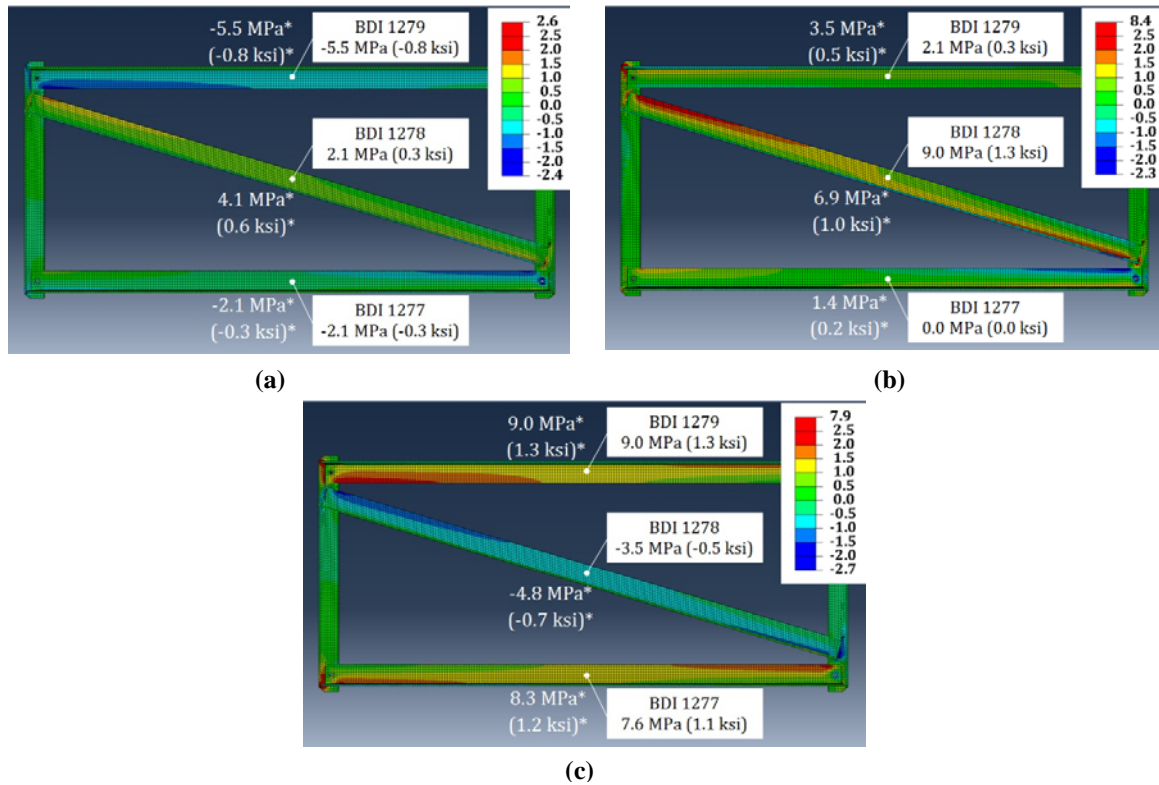 -5.5 MPa*
(-0.8 ksi)*
BDI 1279
-5.5 MPa (-0.8 ksi)
2.6
2.5
2.0
1.5
1.0
0.5
0.0
-0.5
-1.0
-1.5
-2.0
-2.4
BDI 1278
2.1 MPa (0.3 ksi)
4.1 MPa*
(0.6 ksi)*
-2.1 MPa*
(-0.3 ksi)*
BDI 1277
-2.1 MPa (-0.3 ksi)
(a)
3.5 MPa*
(0.5 ksi)*
BDI 1279
2.1 MPa (0.3 ksi)
8.4
2.5
2.0
1.5
1.0
0.5
0.0
-0.5
-1.0
-1.5
-2.0
-2.3
BDI 1278
9.0 MPa (1.3 ksi)
6.9 MPa*
(1.0 ksi)*
1.4 MPa*
(0.2 ksi)*
BDI 1277
0.0 MPa (0.0 ksi)
(b)
9.0 MPa*
(1.3 ksi)*
BDI 1279
9.0 MPa (1.3 ksi)
7.9
2.5
2.0
1.5
1.0
0.5
0.0
-0.5
-1.0
-1.5
-2.0
-2.7
BDI 1278
-3.5 MPa (-0.5 ksi)
-4.8 MPa*
(-0.7 ksi)*
8.3 MPa*
(1.2 ksi)*
BDI 1277
7.6 MPa (1.1 ksi)
(c)